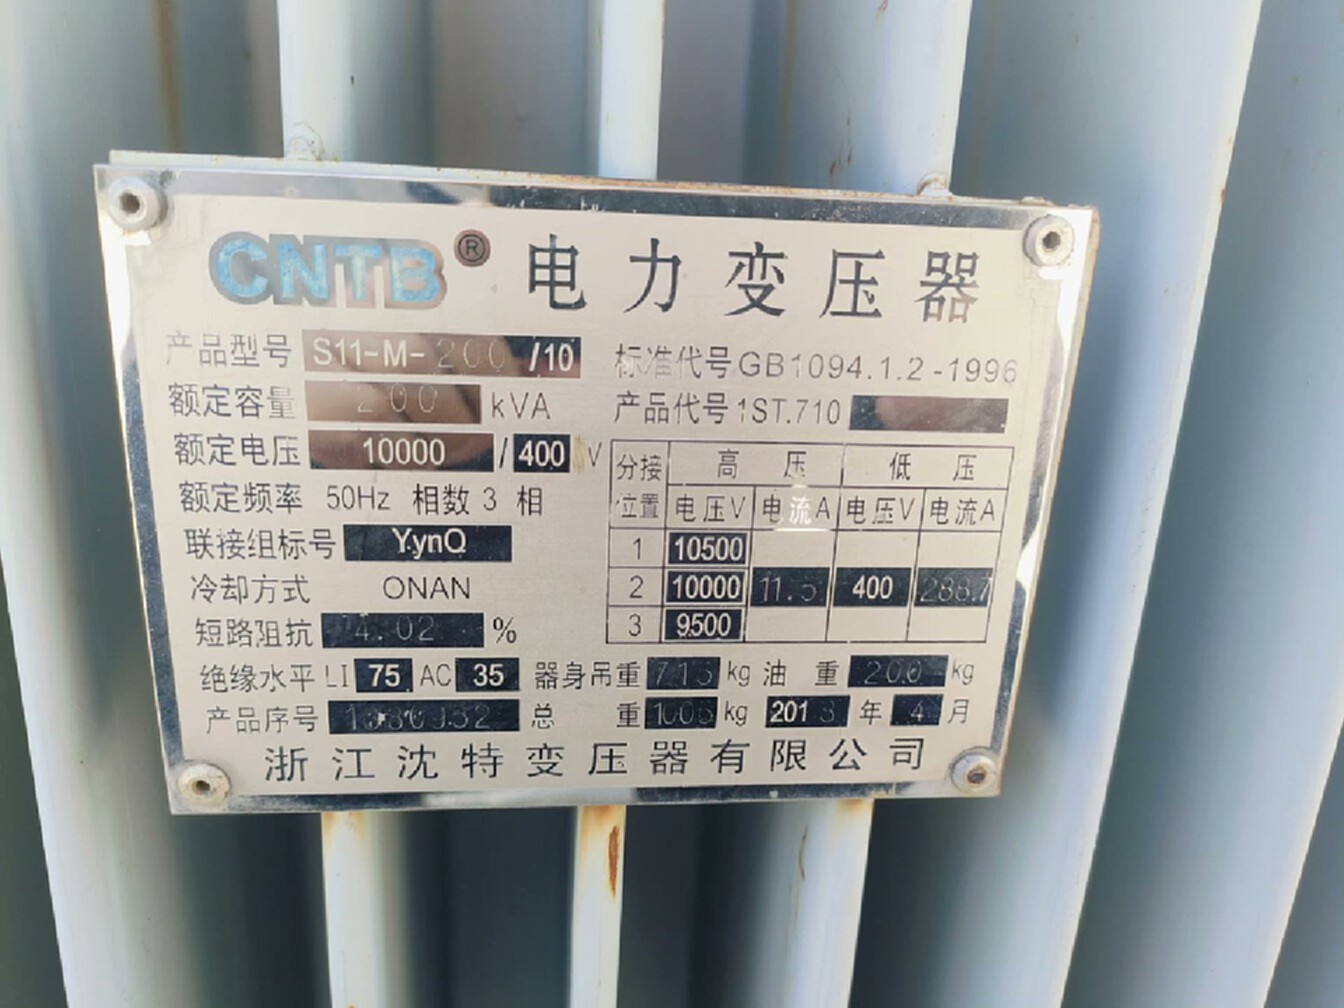 CNTB® 电力变压器
产品型号 S11-M-200/10 标准代号 GB1094.1.2-1996
额定容量 200 kVA 产品代号 1ST.710
额定电压 10000/400 V
额定频率 50Hz 相数 3 相
联接组标号 Y.yn0
冷却方式 ONAN
短路阻抗 4.02 %
分接位置 高压 低压
电压V 电流A 电压V 电流A
1 10500
2 10000 11.5 400 288.7
3 9500
绝缘水平 LI 75 AC 35 器身吊重 715 kg 油重 200 kg
产品序号 总重 1005 kg 2013 年 4 月
浙江沈特变压器有限公司